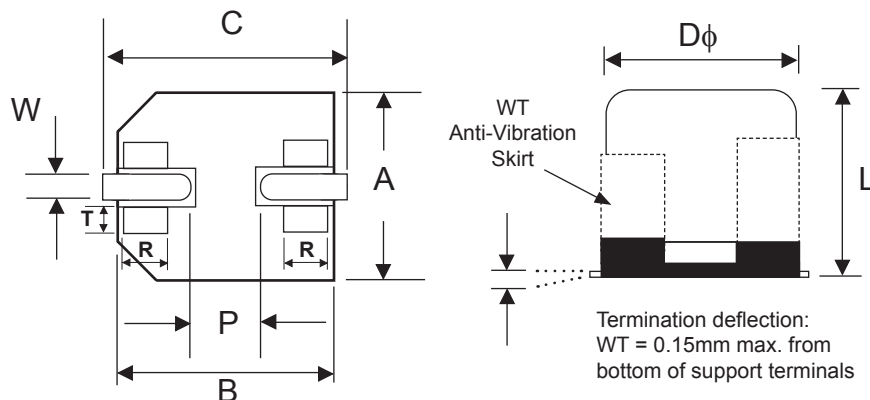 C
W
T
R
R
A
P
B
Dϕ
WT
Anti-Vibration
Skirt
L
Termination deflection:
WT = 0.15mm max. from
bottom of support terminals